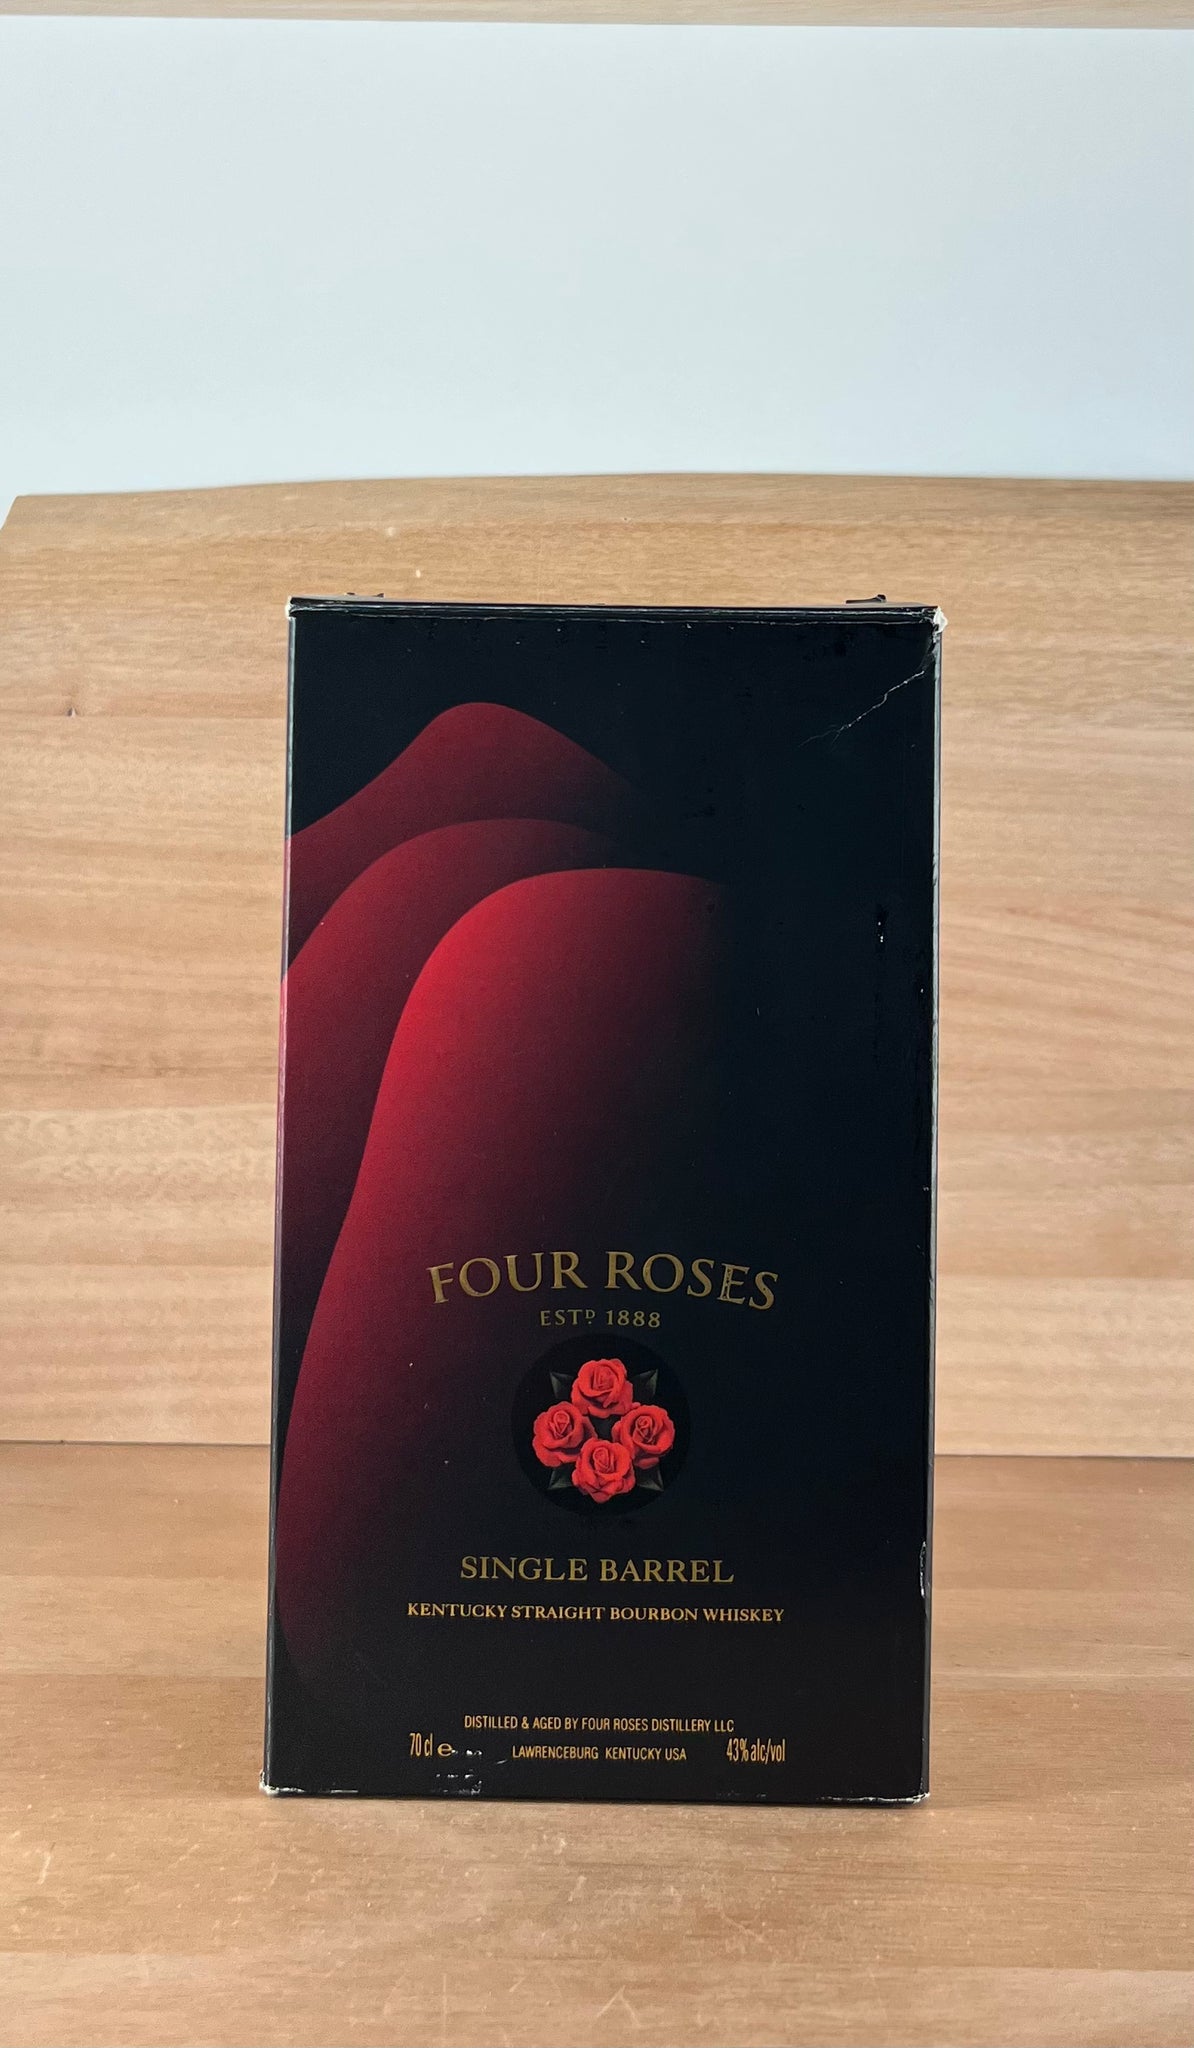 FOUR ROSES
ESTD. 1888
SINGLE BARREL
KENTUCKY STRAIGHT BOURBON WHISKEY
DISTILLED & AGED BY FOUR ROSES DISTILLERY LLC
70 cl e LAWRENCEBURG KENTUCKY USA 43% alc/vol